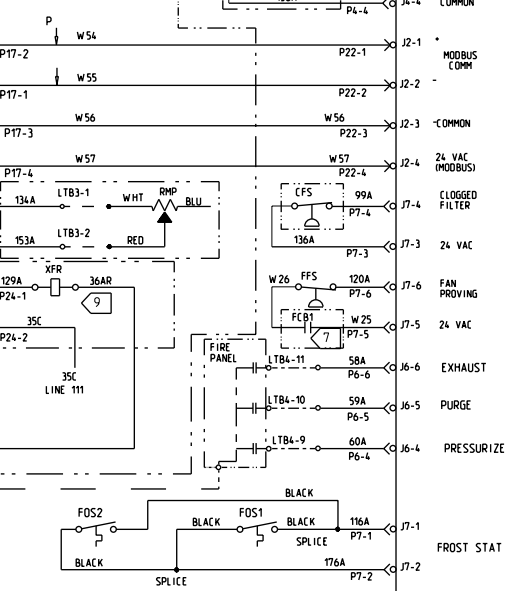 P4-4 J4-4 COMMON
P
W54 J2-1 +
P17-2 P22-1 MODBUS
COMM
W55 J2-2 -
P17-1 P22-2
W56 W56 J2-3 -COMMON
P17-3 P22-3
W57 W57 J2-4 24 VAC
(MODBUS)
P17-4 P22-4
LTB3-1 RMP CFS 99A J7-4 CLOGGED
FILTER
134A WHT BLU P7-4
LTB3-2 136A J7-3 24 VAC
153A RED P7-3
XFR W26 FFS 120A J7-6 FAN
PROVING
129A 36AR P7-6
P24-1 9
35C FCB1 W25 J7-5 24 VAC
P24-2 7 P7-5
FIRE
PANEL
35C
LINE 111
LTB4-11 58A J6-6 EXHAUST
P6-6
LTB4-10 59A J6-5 PURGE
P6-5
LTB4-9 60A J6-4 PRESSURIZE
P6-4
BLACK
FOS2 BLACK FOS1 BLACK 116A J7-1
SPLICE P7-1
FROST STAT
BLACK 176A J7-2
SPLICE P7-2